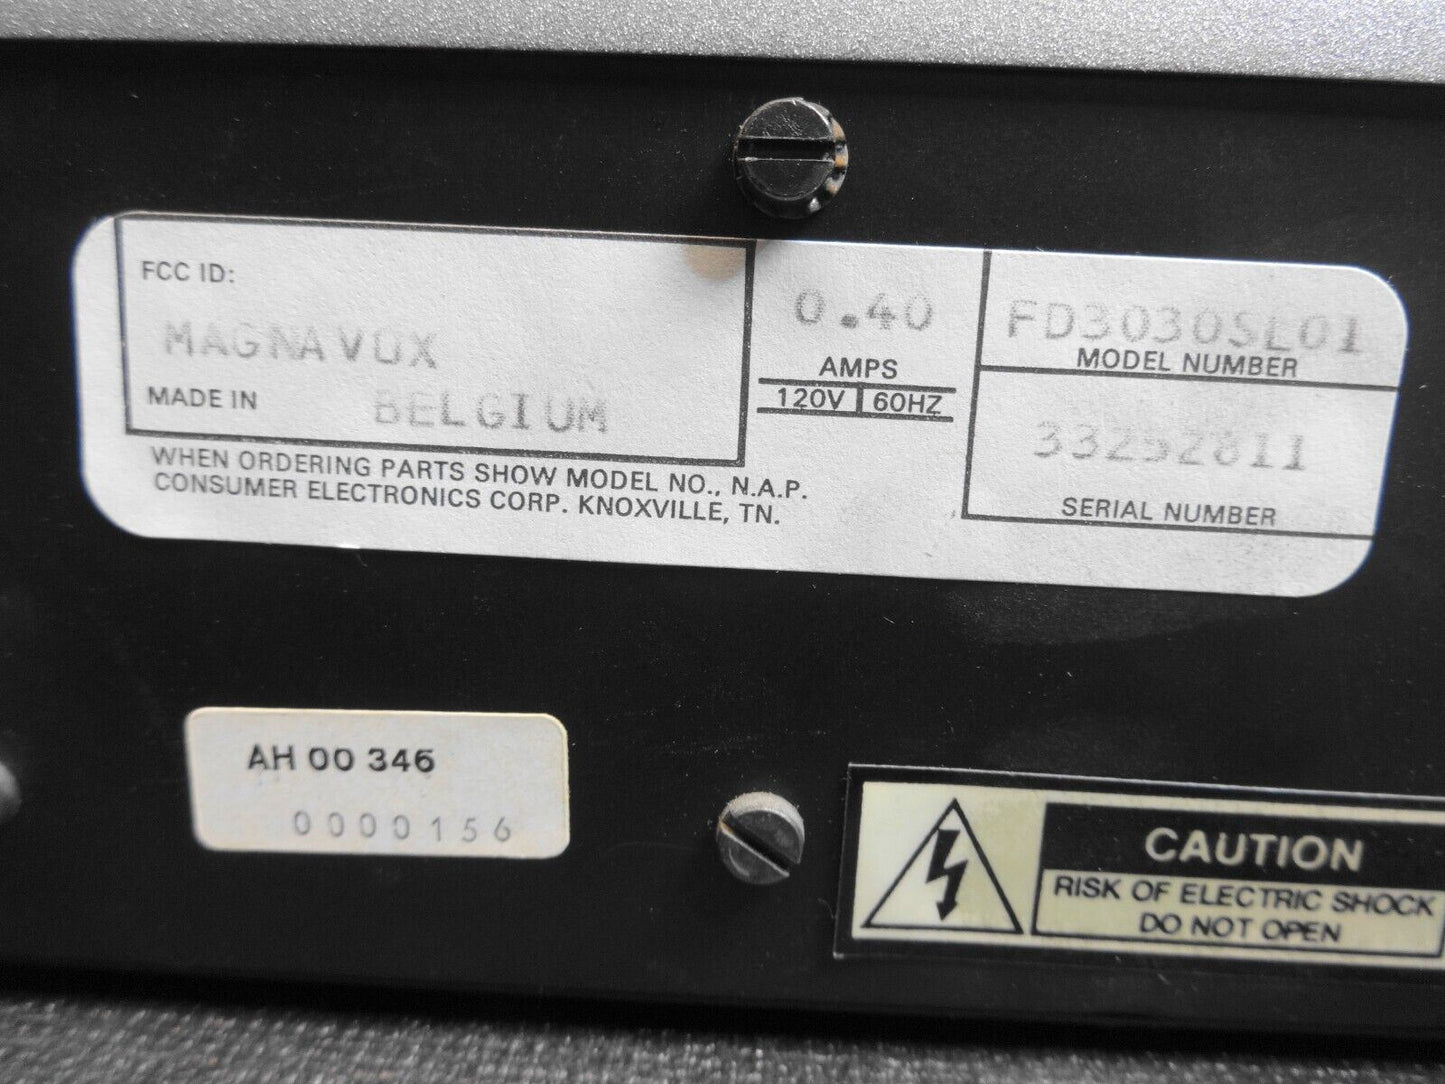 FCC ID:
MAGNAVOX
MADE IN BELGIUM
0.40
AMPS
120V 60HZ
FD3030SL01
MODEL NUMBER
33252811
SERIAL NUMBER
WHEN ORDERING PARTS SHOW MODEL NO., N.A.P.
CONSUMER ELECTRONICS CORP. KNOXVILLE, TN.
AH 00 346
0000156
CAUTION
RISK OF ELECTRIC SHOCK
DO NOT OPEN